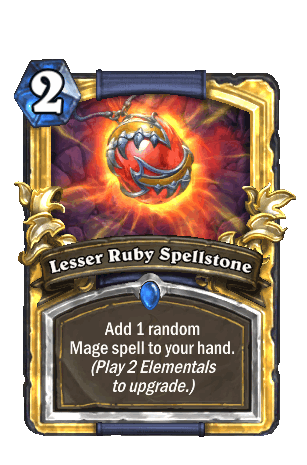 2
Lesser Ruby Spellstone
Add 1 random
Mage spell to your hand.
(Play 2 Elementals
to upgrade.)